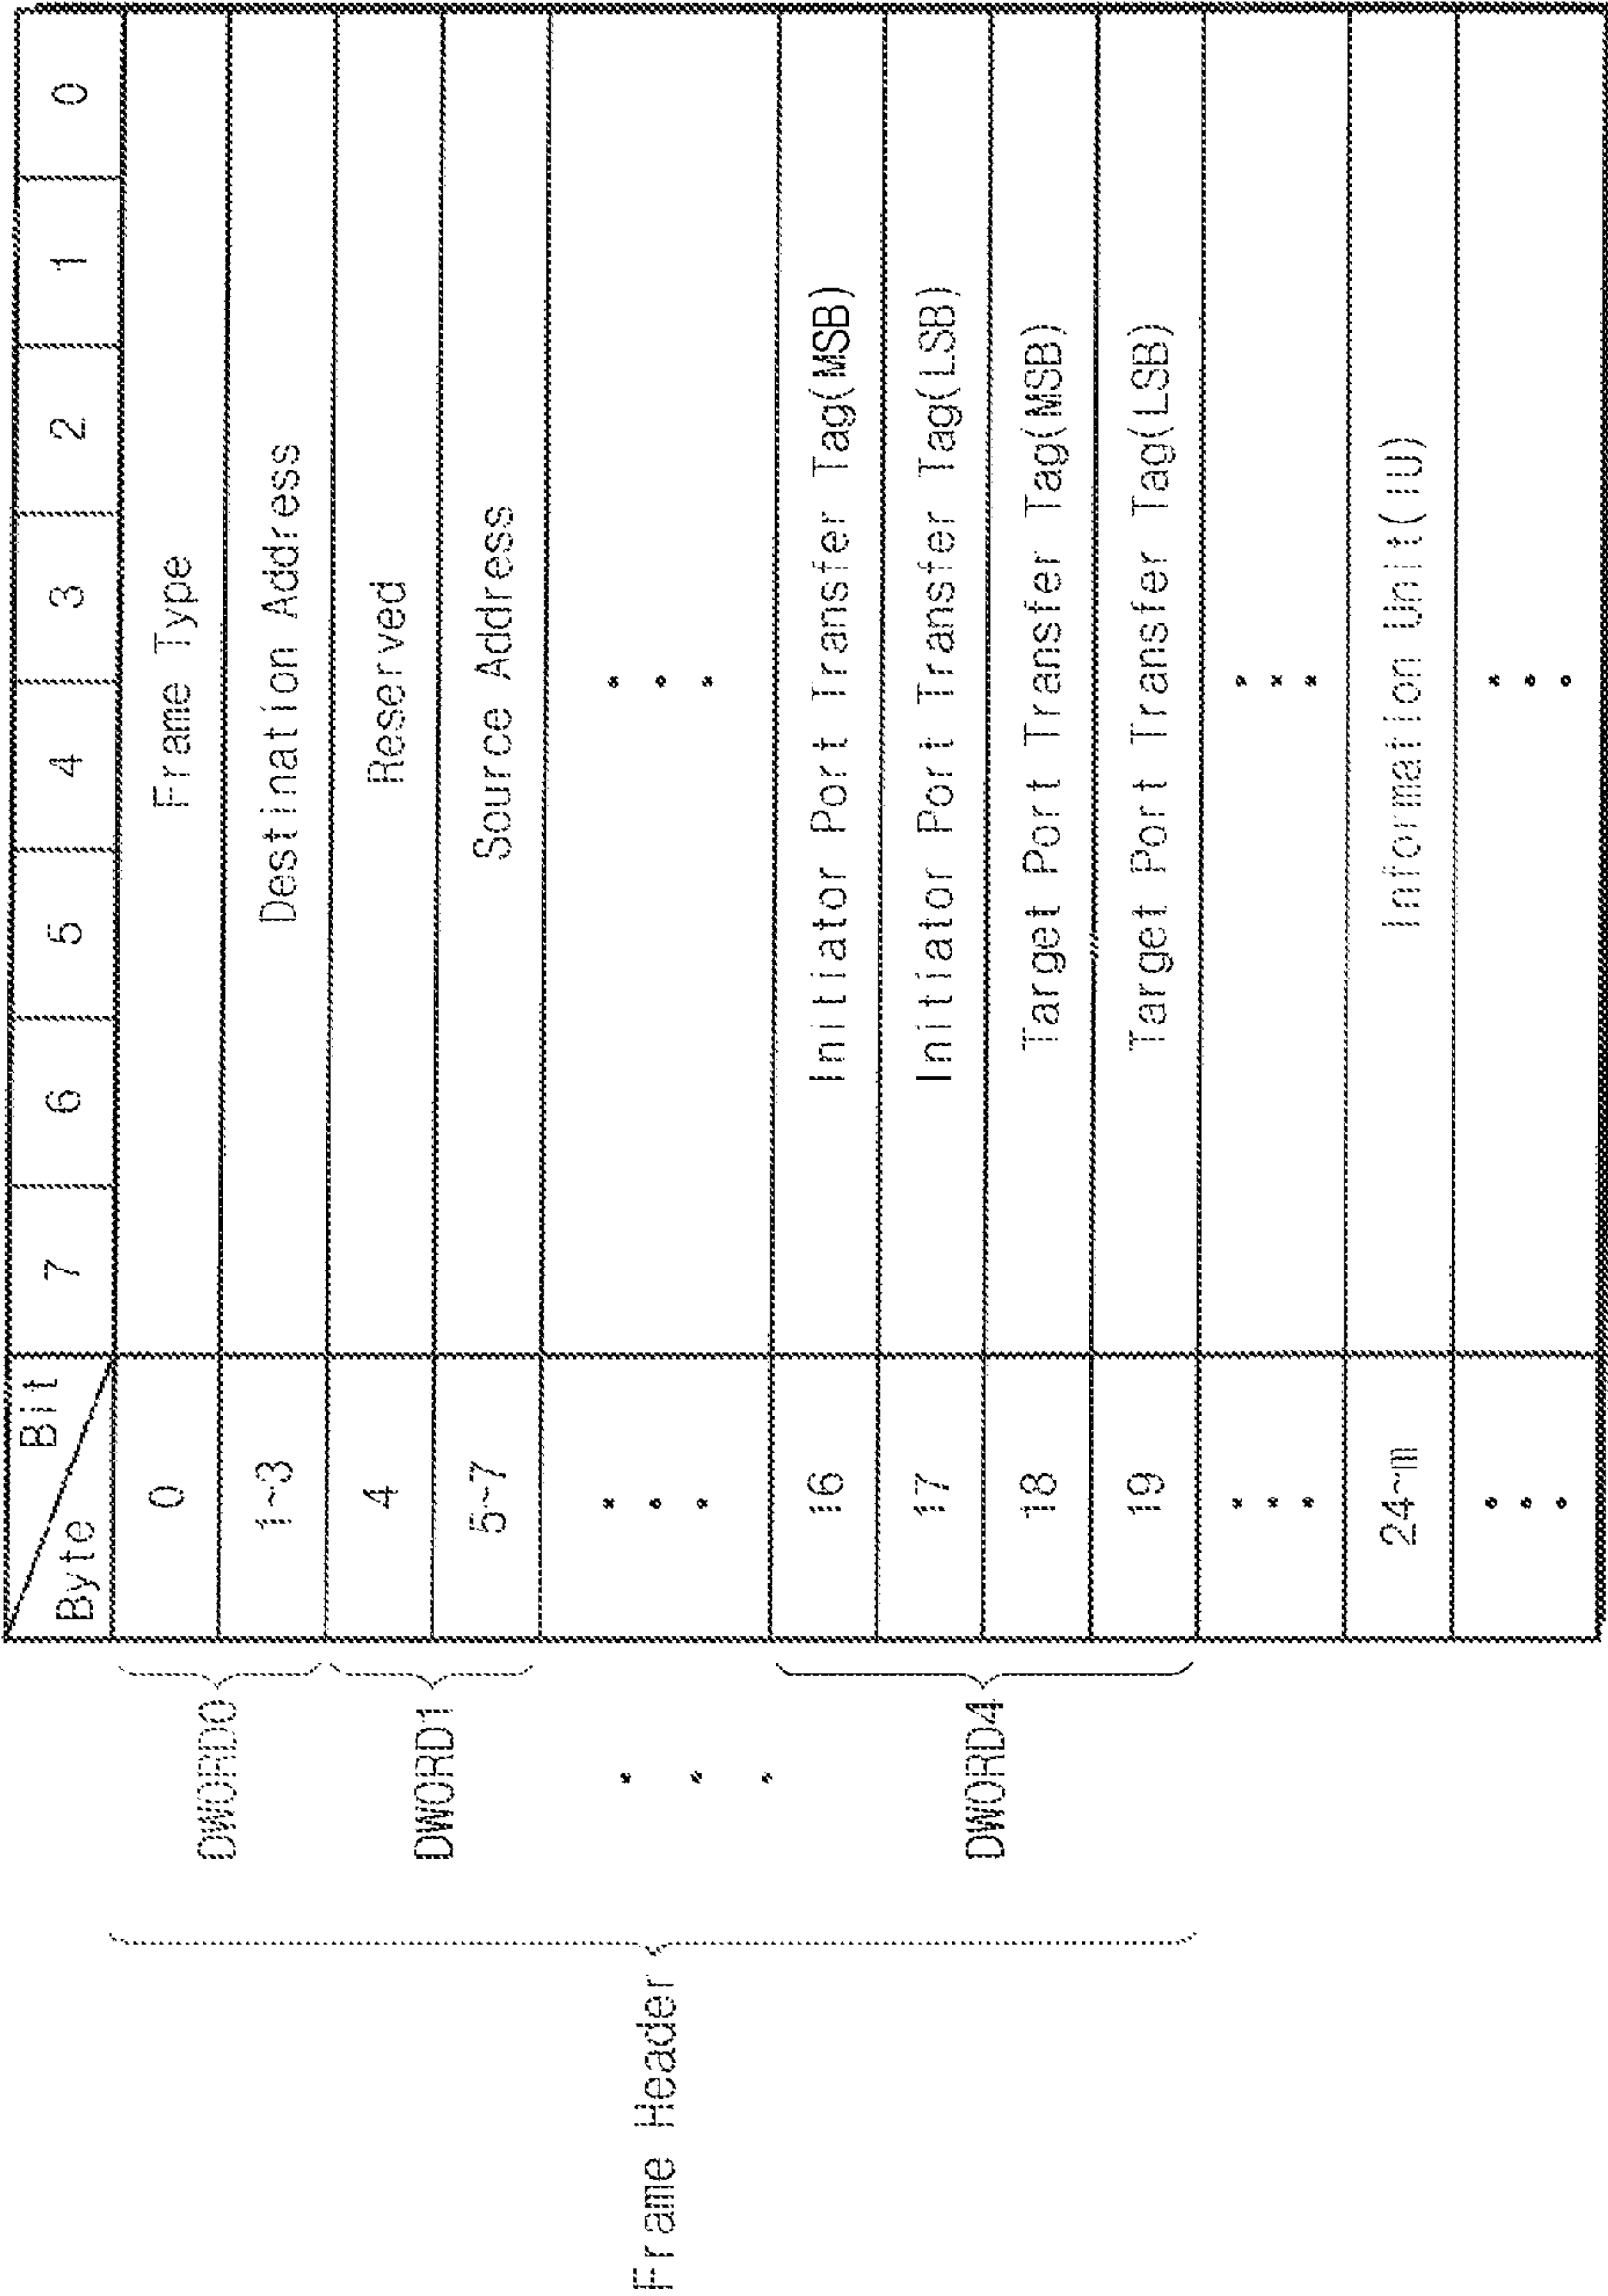 Byte Bit 7 6 5 4 3 2 1 0
Frame Header
DWORD0
0 Frame Type
1~3 Destination Address
DWORD1
4 Reserved
5~7 Source Address
DWORD4
16 Initiator Port Transfer Tag(MSB)
17 Initiator Port Transfer Tag(LSB)
18 Target Port Transfer Tag(MSB)
19 Target Port Transfer Tag(LSB)
24~m Information Unit(IU)